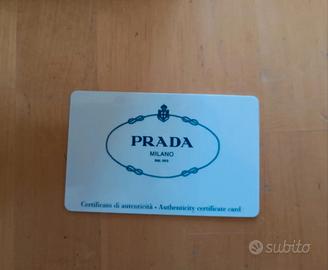 PRADA
MILANO
DAL 1913
Certificato di autenticità - Authenticity certificate card
subito